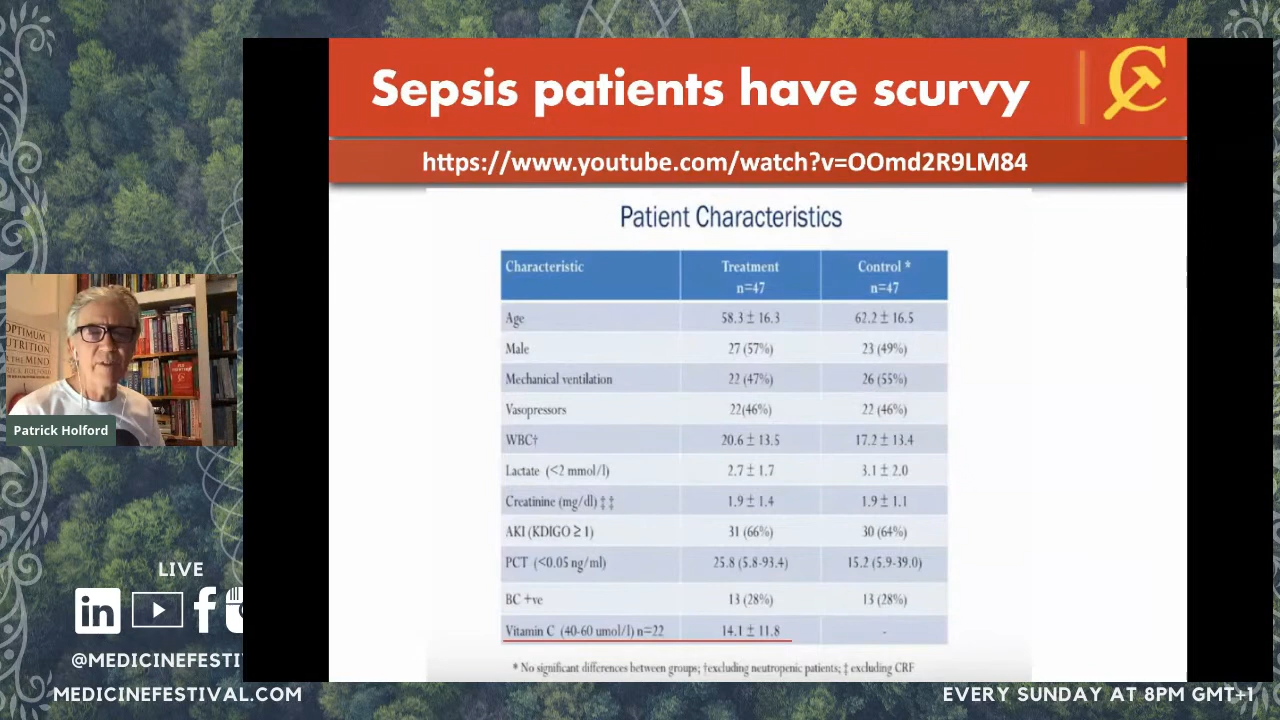 Sepsis patients have scurvy
https://www.youtube.com/watch?v=OOmd2R9LM84
Patient Characteristics
Characteristic Treatment n=47 Control * n=47
Age 58.3 ± 16.3 62.2 ± 16.5
Male 27 (57%) 23 (49%)
Mechanical ventilation 22 (47%) 26 (55%)
Vasopressors 22(46%) 22 (46%)
WBC† 20.6 ± 13.5 17.2 ± 13.4
Lactate (<2 mmol/l) 2.7 ± 1.7 3.1 ± 2.0
Creatinine (mg/dl) ‡ ‡ 1.9 ± 1.4 1.9 ± 1.1
AKI (KDIGO ≥ 1) 31 (66%) 30 (64%)
PCT (<0.05 ng/ml) 25.8 (5.8-93.4) 15.2 (5.9-39.0)
BC +ve 13 (28%) 13 (28%)
Vitamin C (40-60 umol/l) n=22 14.1 ± 11.8 -
* No significant differences between groups; †excluding neutropenic patients; ‡ excluding CRF
OPTIMUM
NUTRITION
THE MIND
Patrick Holford
LIVE
in
f
@MEDICINEFESTI
MEDICINEFESTIVAL.COM
EVERY SUNDAY AT 8PM GMT+1